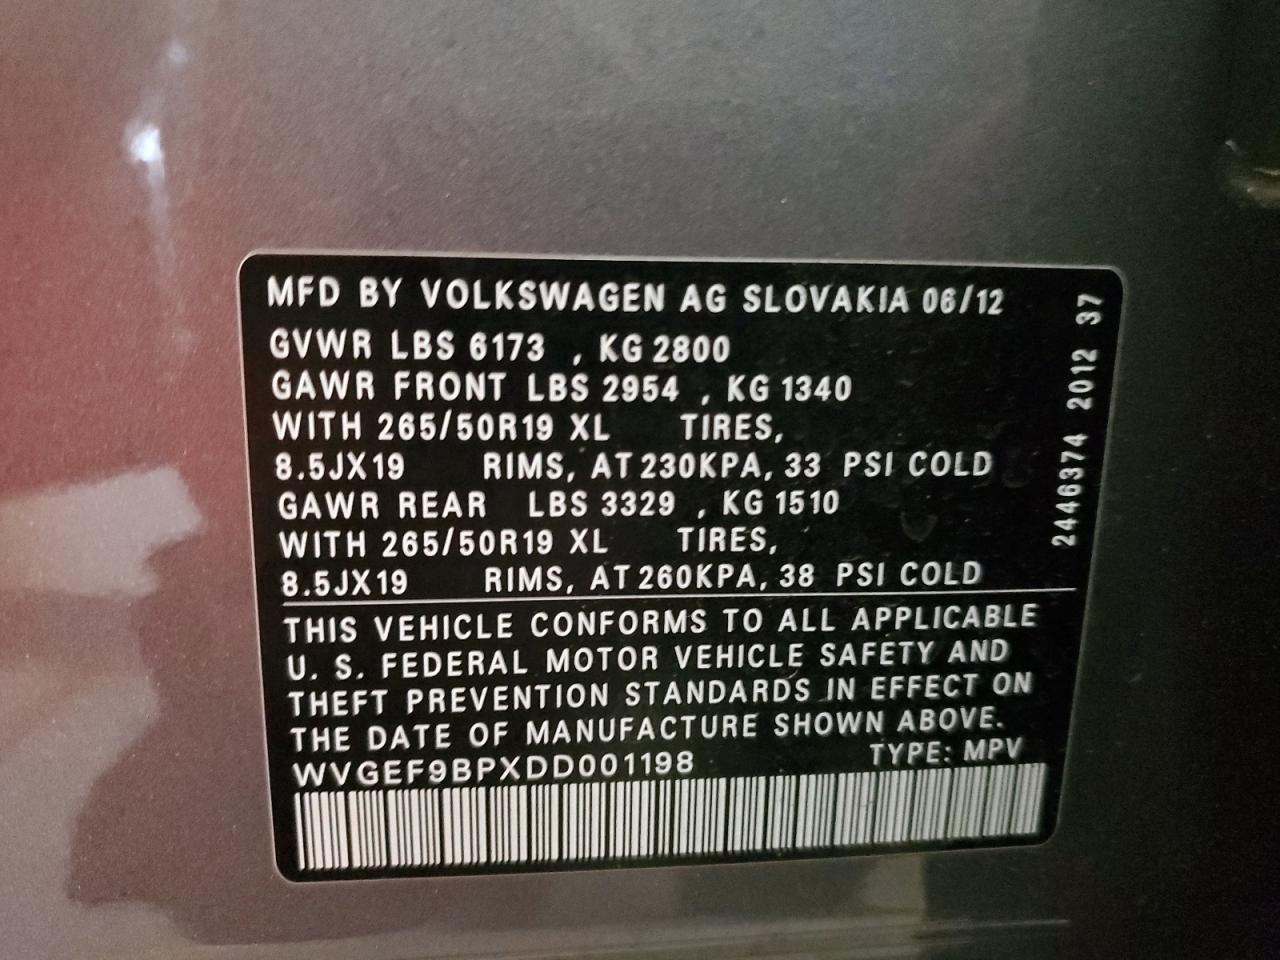 MFD BY VOLKSWAGEN AG SLOVAKIA 06/12
GVWR LBS 6173 , KG 2800
GAWR FRONT LBS 2954 , KG 1340
WITH 265/50R19 XL TIRES,
8.5JX19 RIMS, AT 230KPA, 33 PSI COLD
GAWR REAR LBS 3329 , KG 1510
WITH 265/50R19 XL TIRES,
8.5JX19 RIMS, AT 260KPA, 38 PSI COLD
THIS VEHICLE CONFORMS TO ALL APPLICABLE
U. S. FEDERAL MOTOR VEHICLE SAFETY AND
THEFT PREVENTION STANDARDS IN EFFECT ON
THE DATE OF MANUFACTURE SHOWN ABOVE.
WVGEF9BPXDD001198 TYPE: MPV
2446374 2012 37